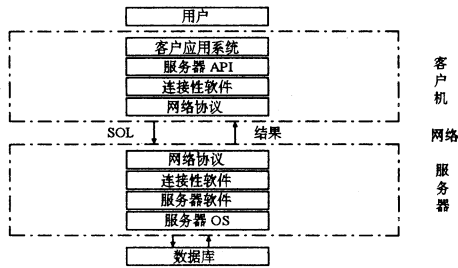 用户
客户应用系统
服务器 API
连接性软件
网络协议
客户机
SOL
结果
网络
网络协议
连接性软件
服务器软件
服务器 OS
服务器
数据库